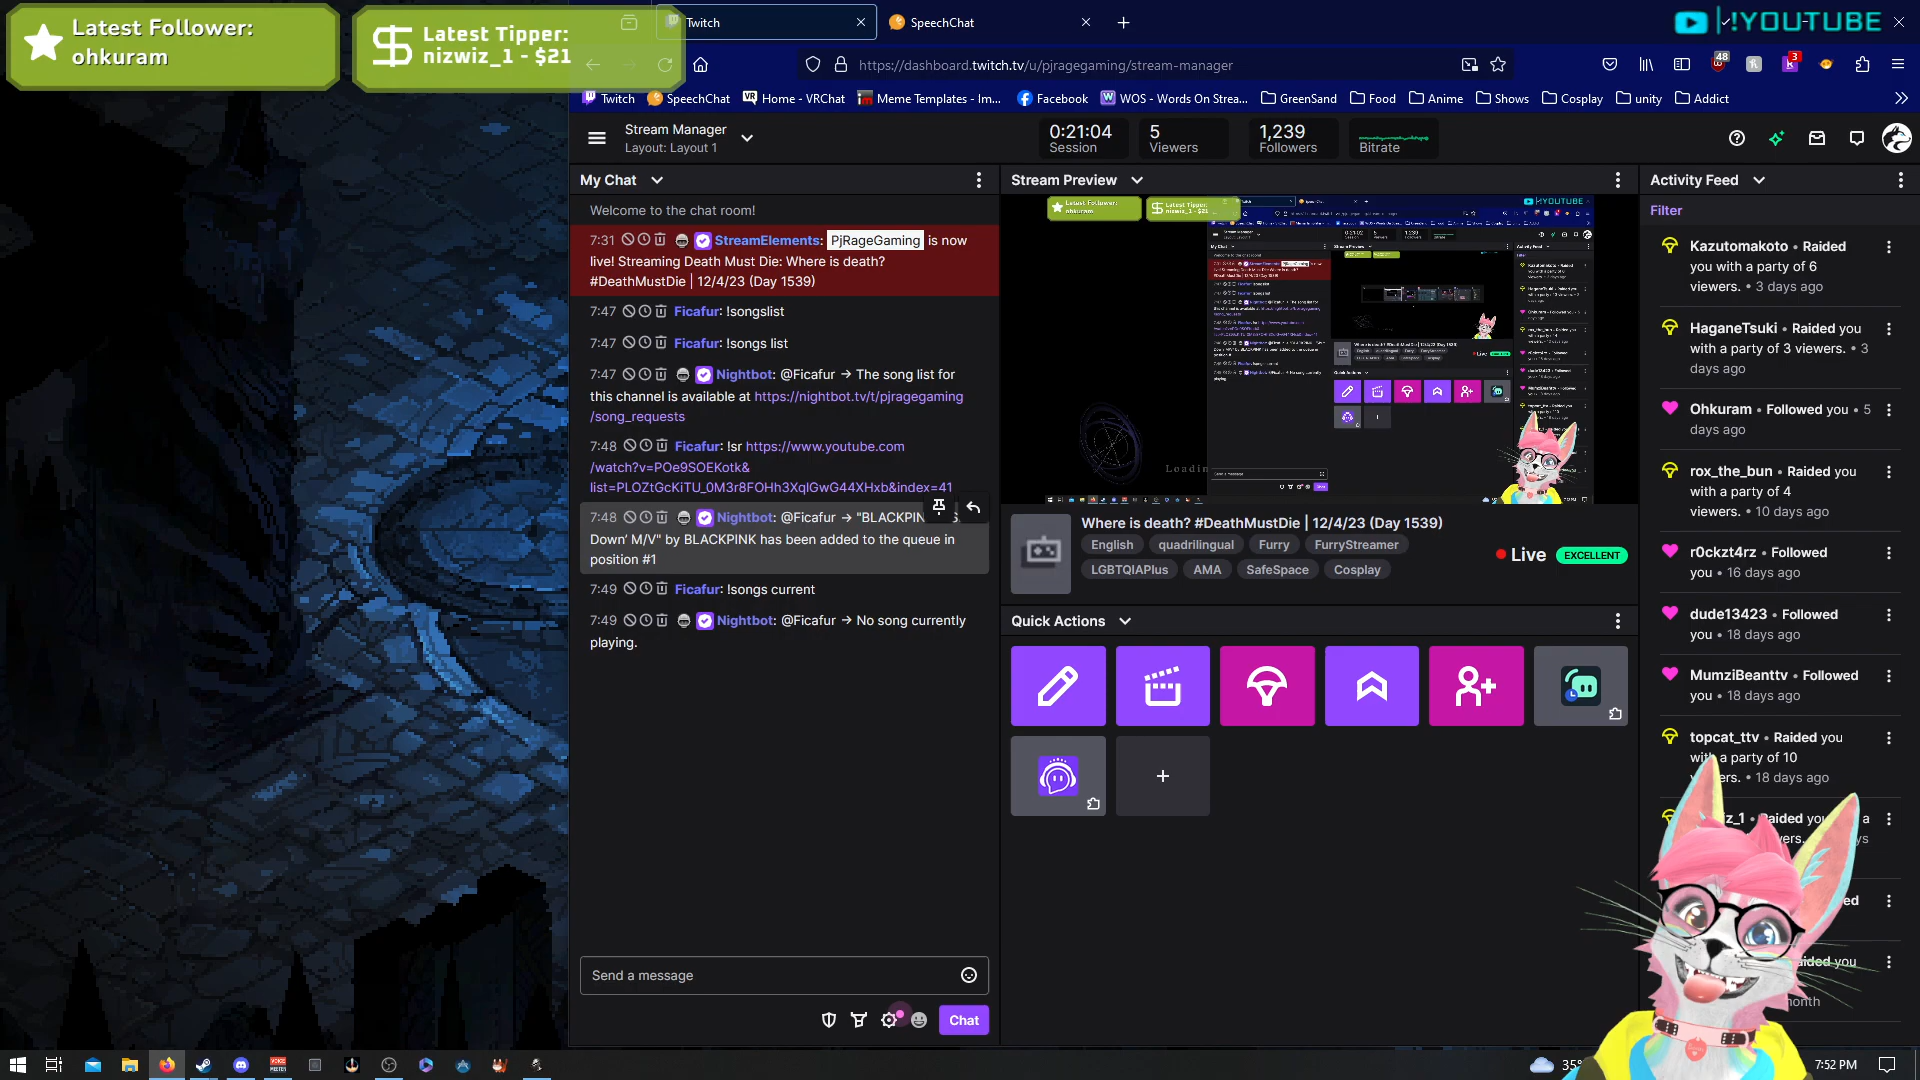 Latest Follower:
ohkuram
Latest Tipper:
nizwiz_1 - $21
Twitch
SpeechChat
!YOUTUBE
https://dashboard.twitch.tv/u/pjragegaming/stream-manager
48
3
Twitch
SpeechChat
Home - VRChat
Meme Templates - Im...
Facebook
WOS - Words On Strea...
GreenSand
Food
Anime
Shows
Cosplay
unity
Addict
Stream Manager
Layout: Layout 1
0:21:04
Session
5
Viewers
1,239
Followers
Bitrate
My Chat
Welcome to the chat room!
7:31 StreamElements: PjRageGaming is now
live! Streaming Death Must Die: Where is death?
#DeathMustDie | 12/4/23 (Day 1539)
7:47 Ficafur: !songslist
7:47 Ficafur: !songs list
7:47 Nightbot: @Ficafur → The song list for
this channel is available at https://nightbot.tv/t/pjragegaming
/song_requests
7:48 Ficafur: !sr https://www.youtube.com
/watch?v=POe9SOEKotk&
list=PLOZtGcKiTU_0M3r8FOHh3XqlGwG44XHxb&index=41
7:48 Nightbot: @Ficafur → "BLACKPIN
Down' M/V" by BLACKPINK has been added to the queue in
position #1
7:49 Ficafur: !songs current
7:49 Nightbot: @Ficafur → No song currently
playing.
Send a message
Chat
Stream Preview
Where is death? #DeathMustDie | 12/4/23 (Day 1539)
English
quadrilingual
Furry
FurryStreamer
LGBTQIAPlus
AMA
SafeSpace
Cosplay
Live
EXCELLENT
Quick Actions
Activity Feed
Filter
Kazutomakoto • Raided
you with a party of 6
viewers. • 3 days ago
HaganeTsuki • Raided you
with a party of 3 viewers. • 3
days ago
Ohkuram • Followed you • 5
days ago
rox_the_bun • Raided you
with a party of 4
viewers. • 10 days ago
r0ckzt4rz • Followed
you • 16 days ago
dude13423 • Followed
you • 18 days ago
MumziBeanttv • Followed
you • 18 days ago
topcat_ttv • Raided you
with a party of 10
• 18 days ago
7:52 PM